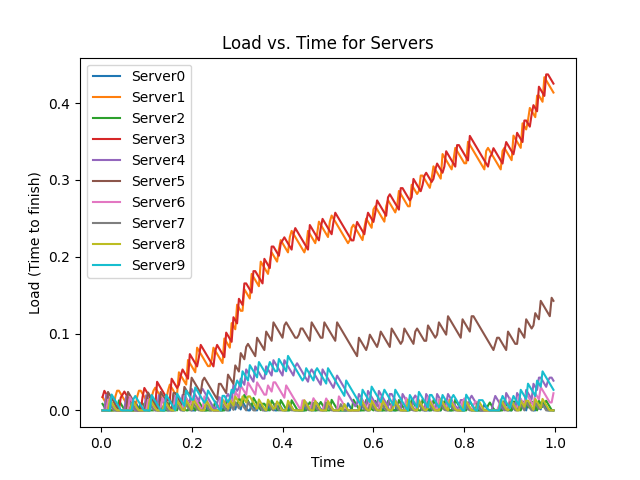 Load vs. Time for Servers
Load (Time to finish)
0.4
0.3
0.2
0.1
0.0
Server0
Server1
Server2
Server3
Server4
Server5
Server6
Server7
Server8
Server9
0.0 0.2 0.4 0.6 0.8 1.0
Time